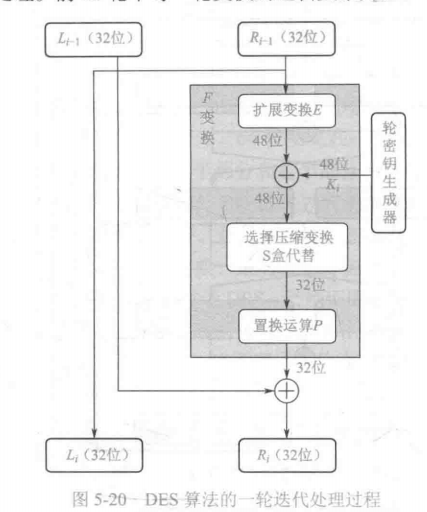 L_{i-1}（32位）
R_{i-1}（32位）
F变换
扩展变换E
48位
48位
K_i
轮密钥生成器
48位
选择压缩变换
S盒代替
32位
置换运算P
32位
L_i（32位）
R_i（32位）
图 5-20 DES 算法的一轮迭代处理过程